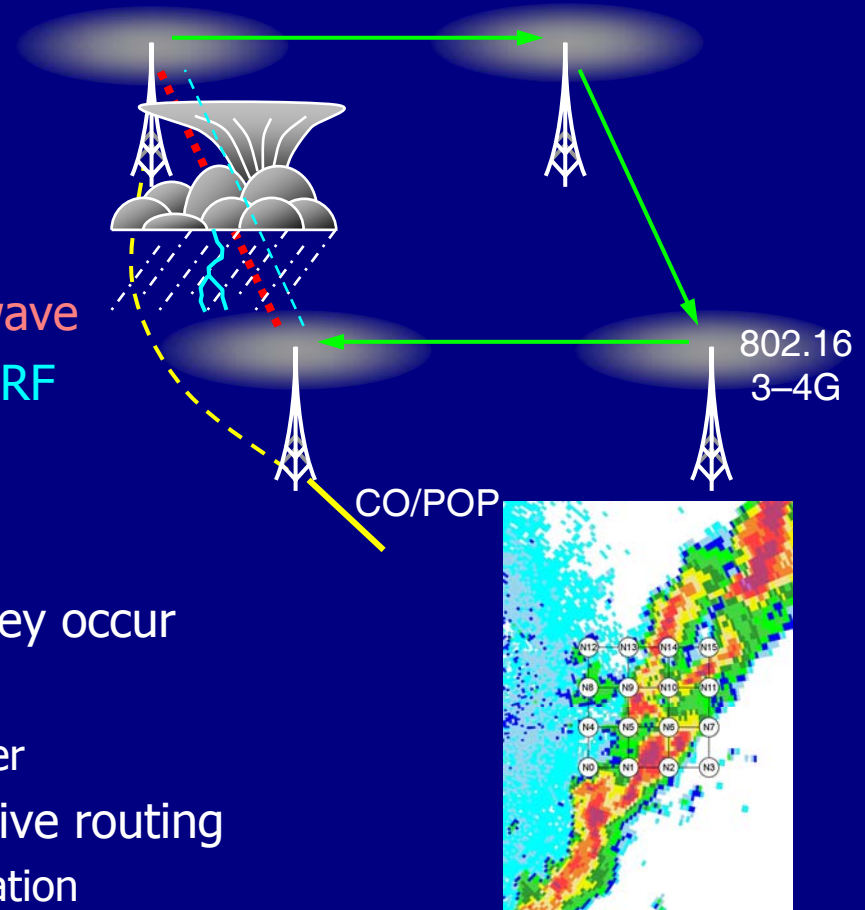 wave
RF
802.16
3–4G
CO/POP
ey occur
er
ive routing
ation
N12 N13 N14 N15
N8 N9 N10 N11
N4 N5 N6 N7
N0 N1 N2 N3